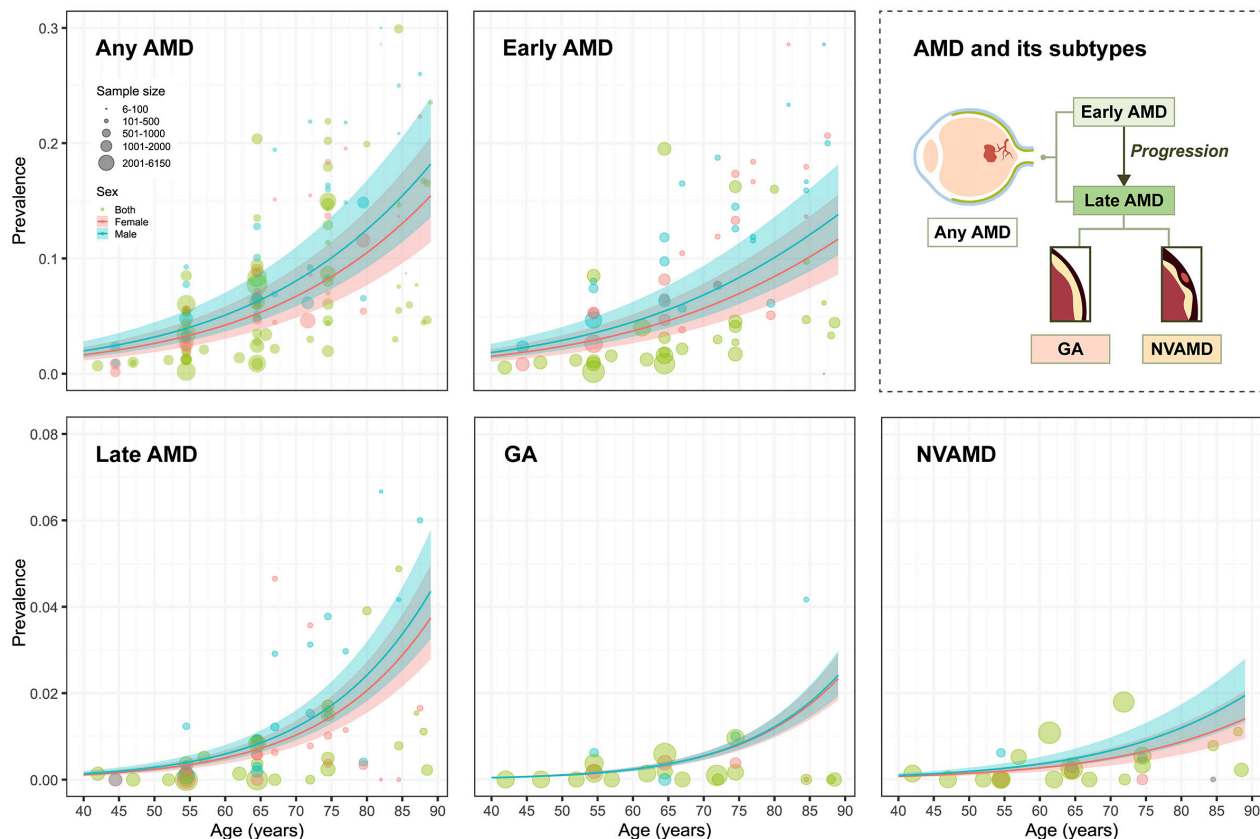 Any AMD
Sample size
6-100
101-500
501-1000
1001-2000
2001-6150
Sex
Both
Female
Male
Prevalence
0.3
0.2
0.1
0.0
Early AMD
AMD and its subtypes
Early AMD
Progression
Late AMD
Any AMD
GA
NVAMD
Late AMD
Prevalence
0.08
0.06
0.04
0.02
0.00
40 45 50 55 60 65 70 75 80 85 90
Age (years)
GA
40 45 50 55 60 65 70 75 80 85 90
Age (years)
NVAMD
40 45 50 55 60 65 70 75 80 85 90
Age (years)